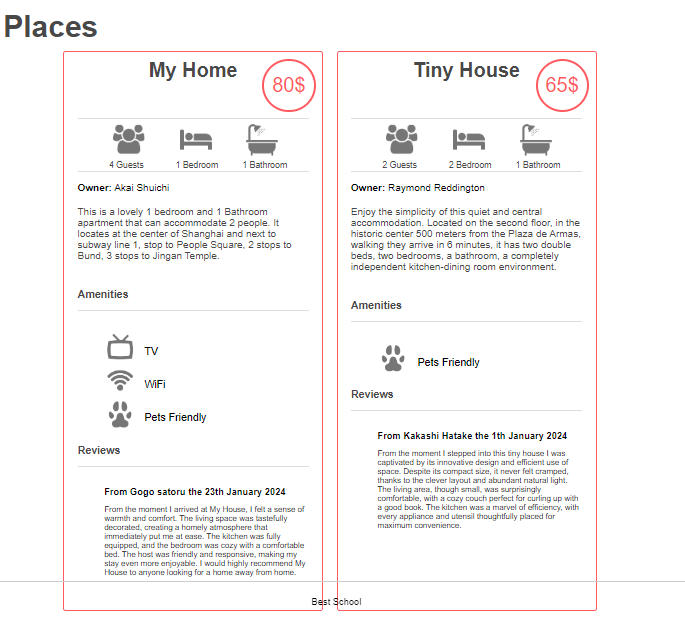 Places
My Home
80$
4 Guests
1 Bedroom
1 Bathroom
Owner: Akai Shuichi
This is a lovely 1 bedroom and 1 Bathroom
apartment that can accommodate 2 people. It
locates at the center of Shanghai and next to
subway line 1, stop to People Square, 2 stops to
Bund, 3 stops to Jingan Temple.
Amenities
TV
WiFi
Pets Friendly
Reviews
From Gogo satoru the 23th January 2024
From the moment I arrived at My House, I felt a sense of
warmth and comfort. The living space was tastefully
decorated, creating a homely atmosphere that
immediately put me at ease. The kitchen was fully
equipped, and the bedroom was cozy with a comfortable
bed. The host was friendly and responsive, making my
stay even more enjoyable. I would highly recommend My
House to anyone looking for a home away from home.
Tiny House
65$
2 Guests
2 Bedroom
1 Bathroom
Owner: Raymond Reddington
Enjoy the simplicity of this quiet and central
accommodation. Located on the second floor, in the
historic center 500 meters from the Plaza de Armas,
walking they arrive in 6 minutes, it has two double
beds, two bedrooms, a bathroom, a completely
independent kitchen-dining room environment.
Amenities
Pets Friendly
Reviews
From Kakashi Hatake the 1th January 2024
From the moment I stepped into this tiny house I was
captivated by its innovative design and efficient use of
space. Despite its compact size, it never felt cramped,
thanks to the clever layout and abundant natural light.
The living area, though small, was surprisingly
comfortable, with a cozy couch perfect for curling up with
a good book. The kitchen was a marvel of efficiency, with
every appliance and utensil thoughtfully placed for
maximum convenience.
Best School